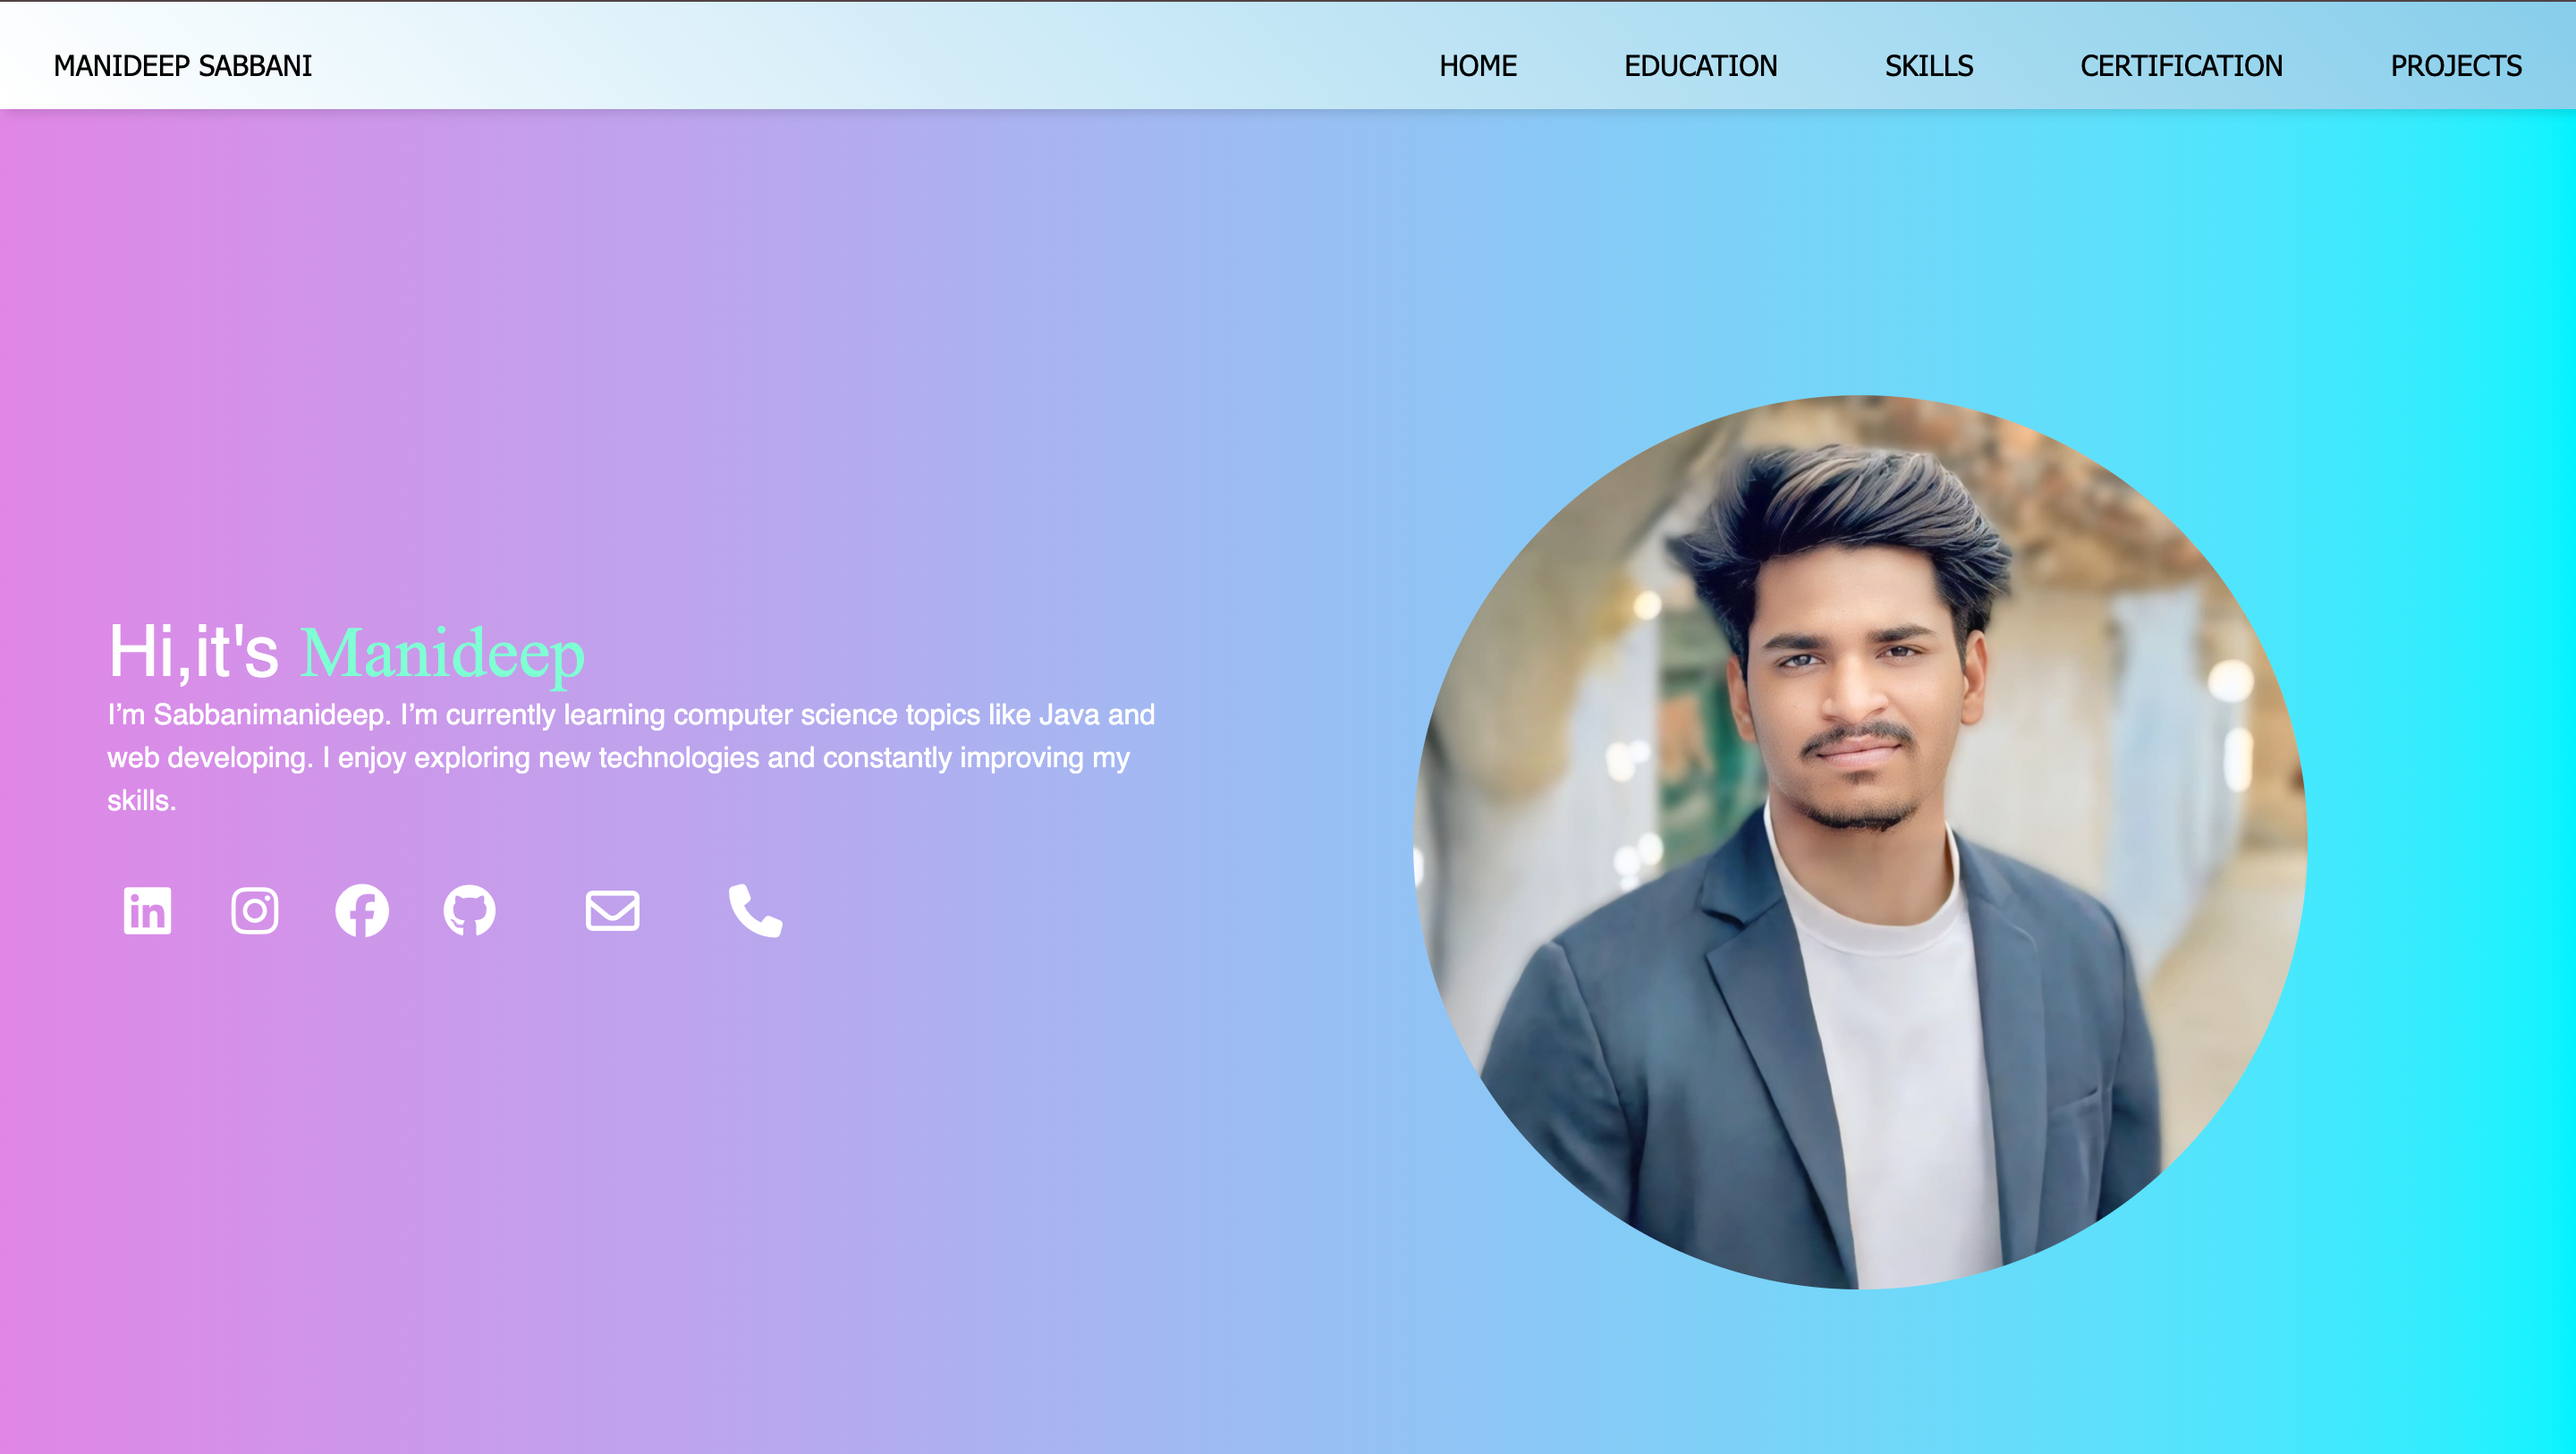 MANIDEEP SABBANI
HOME EDUCATION SKILLS CERTIFICATION PROJECTS
Hi,it's Manideep
I’m Sabbanimanideep. I’m currently learning computer science topics like Java and
web developing. I enjoy exploring new technologies and constantly improving my
skills.